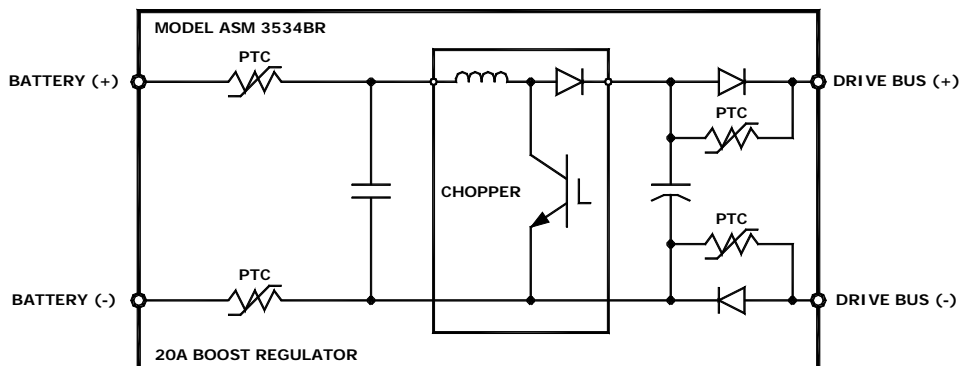 MODEL ASM 3534BR
PTC
BATTERY (+)
DRIVE BUS (+)
PTC
CHOPPER
PTC
PTC
BATTERY (-)
DRIVE BUS (-)
20A BOOST REGULATOR